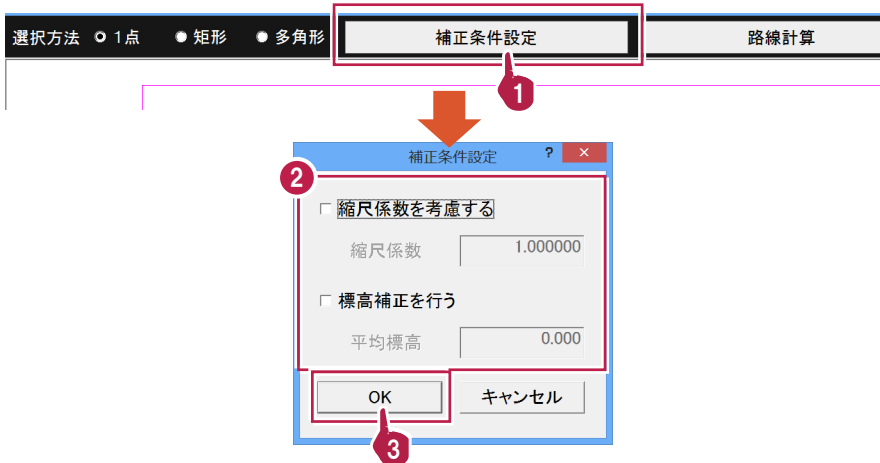 選択方法 1点 矩形 多角形 補正条件設定 路線計算
1
補正条件設定 ? ×
2
縮尺係数を考慮する
縮尺係数 1.000000
標高補正を行う
平均標高 0.000
OK キャンセル
3